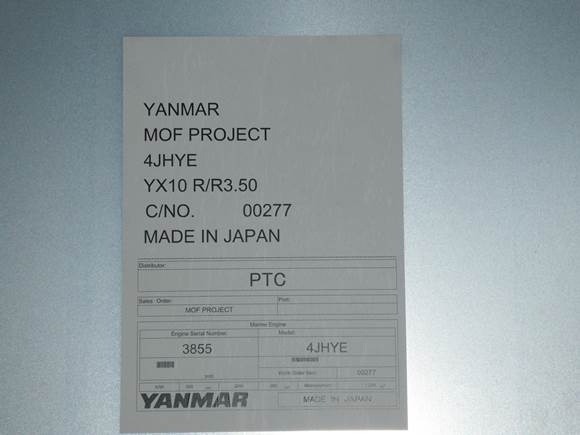 YANMAR
MOF PROJECT
4JHYE
YX10 R/R3.50
C/NO. 00277
MADE IN JAPAN
Distributor:
PTC
Sales Order: Port:
MOF PROJECT
Marine Engine
Engine Serial Number: Model:
3855 4JHYE
00277
YANMAR MADE IN JAPAN